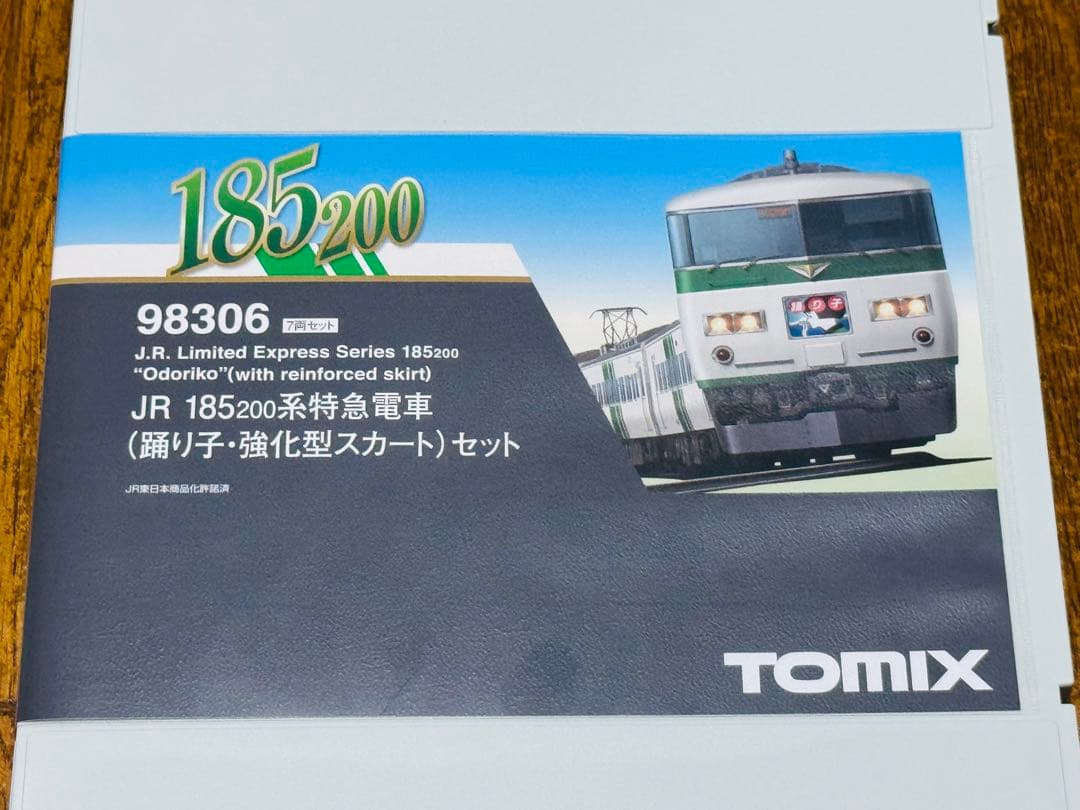 185200
98306 7両セット
J.R. Limited Express Series 185200
“Odoriko”(with reinforced skirt)
JR 185200系特急電車
(踊り子・強化型スカート)セット
JR東日本商品化許諾済
踊り子
TOMIX